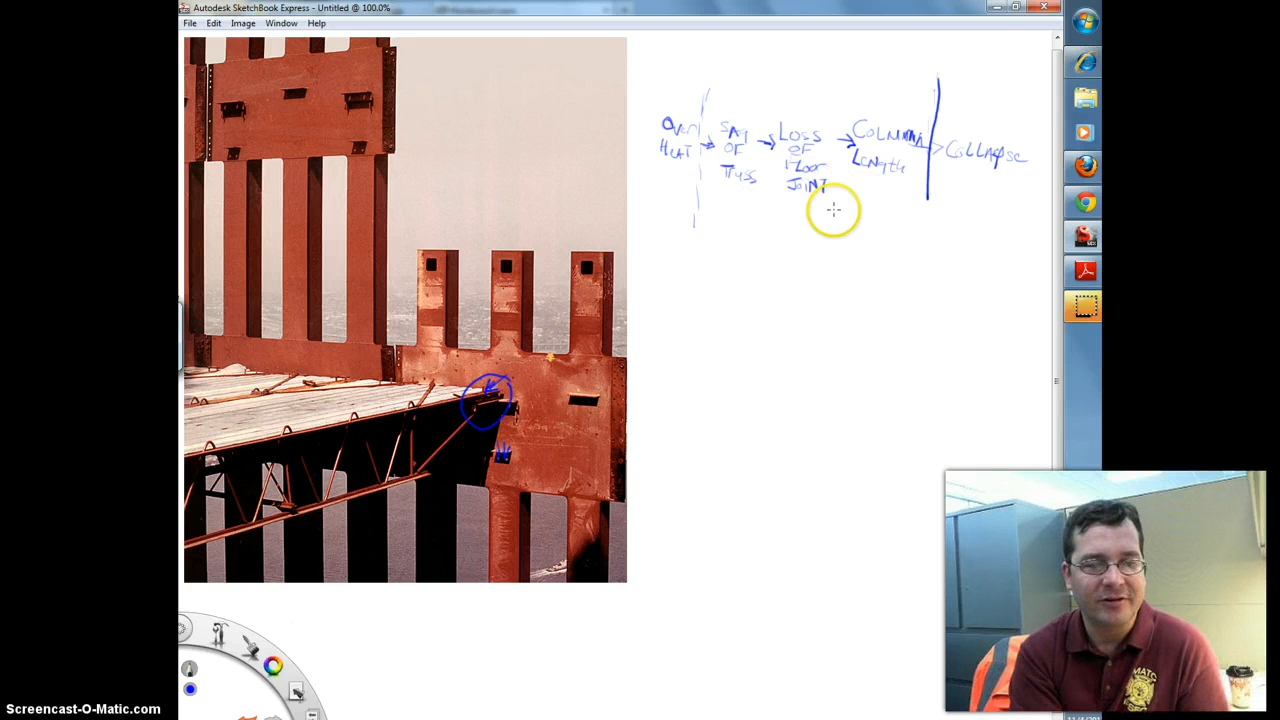 Autodesk SketchBook Express - Untitled @ 100.0%
File Edit Image Window Help
Over Heat
Sag OF Truss
Loss OF Floor JOINT
Column Length
Collapse
MATC
Screencast-O-Matic.com